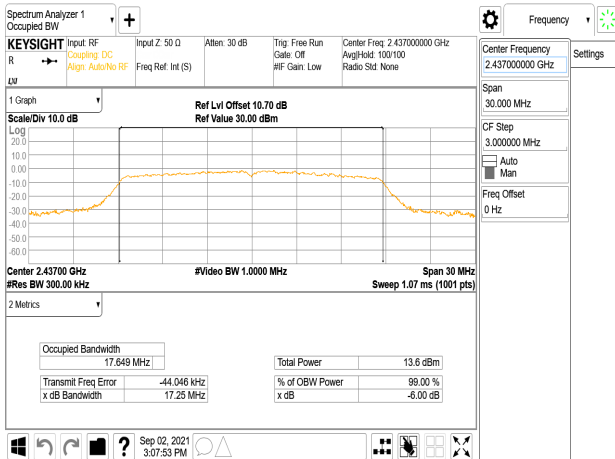 Spectrum Analyzer 1
Occupied BW
Frequency
KEYSIGHT
R
Input: RF
Coupling: DC
Align: Auto/No RF
Input Z: 50 Ω
Freq Ref: Int (S)
Atten: 30 dB
Trig: Free Run
Gate: Off
#IF Gain: Low
Center Freq: 2.437000000 GHz
Avg|Hold: 100/100
Radio Std: None
LXI
Center Frequency
2.437000000 GHz
Settings
Span
30.000 MHz
CF Step
3.000000 MHz
Auto
Man
Freq Offset
0 Hz
1 Graph
Scale/Div 10.0 dB
Ref Lvl Offset 10.70 dB
Ref Value 30.00 dBm
Log
20.0
10.0
0.00
-10.0
-20.0
-30.0
-40.0
-50.0
-60.0
Center 2.43700 GHz
#Video BW 1.0000 MHz
Span 30 MHz
#Res BW 300.00 kHz
Sweep 1.07 ms (1001 pts)
2 Metrics
Occupied Bandwidth
17.649 MHz
Total Power 13.6 dBm
Transmit Freq Error -44.046 kHz
% of OBW Power 99.00 %
x dB Bandwidth 17.25 MHz
x dB -6.00 dB
?
Sep 02, 2021
3:07:53 PM